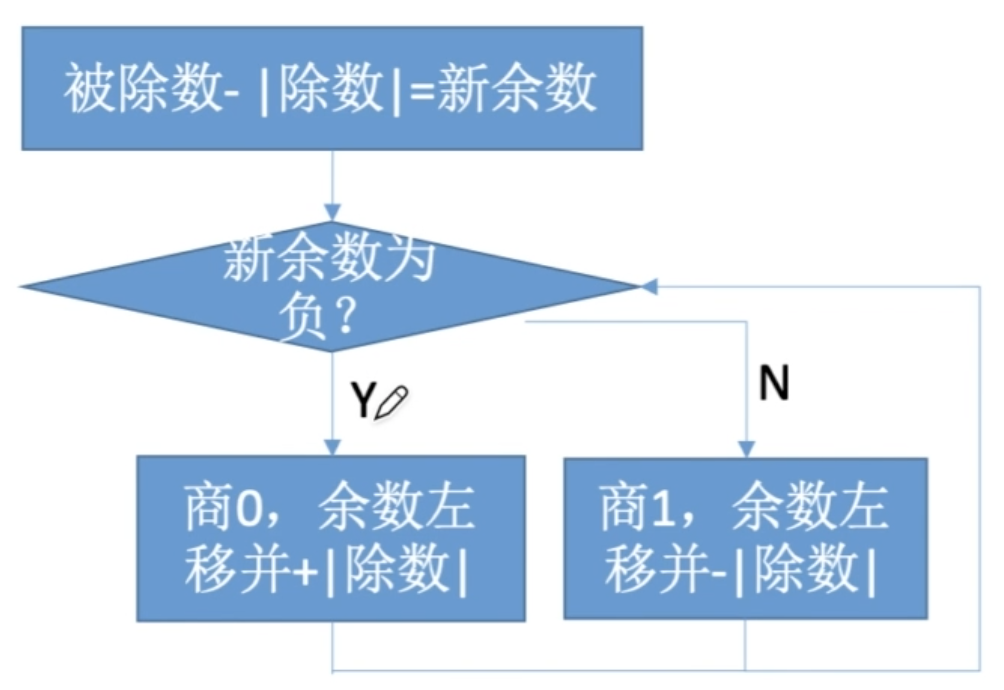 被除数- |除数|=新余数
新余数为
负？
Y
N
商0，余数左
移并+|除数|
商1，余数左
移并-|除数|